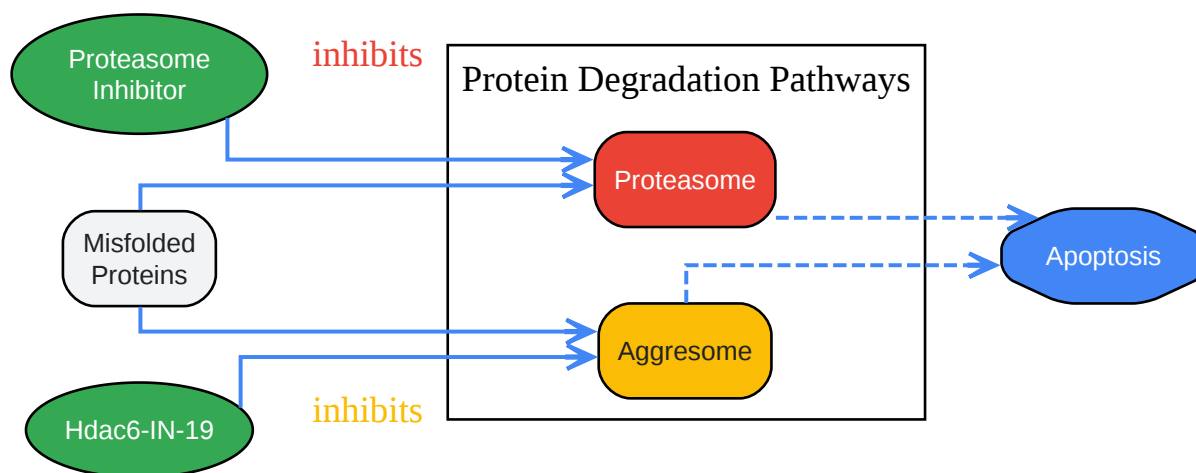 Proteasome
Inhibitor
inhibits
Protein Degradation Pathways
Proteasome
Misfolded
Proteins
Apoptosis
Aggresome
Hdac6-IN-19
inhibits